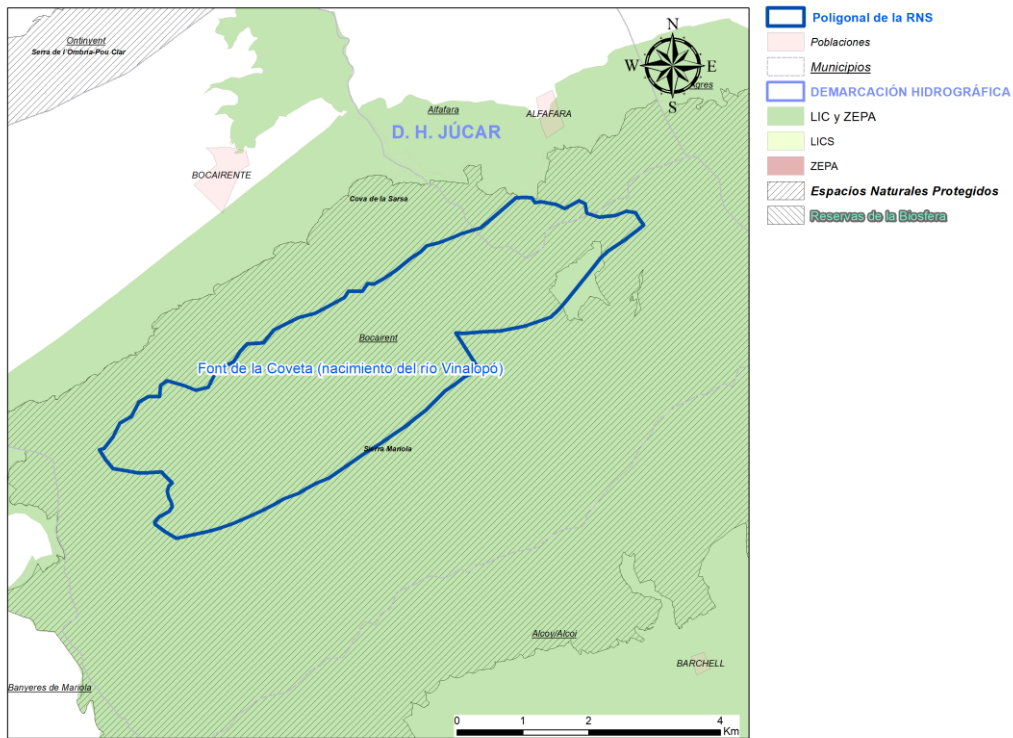 Ontinyent
Serra de l'Ombria-Pou Clar
N
W
E
S
Agres
Alfafara
ALFAFARA
D. H. JÚCAR
BOCAIRENTE
Cova de la Sarsa
Bocairent
Font de la Coveta (nacimiento del río Vinalopó)
Sierra Mariola
Alcoy/Alcoi
BARCHELL
Banyeres de Mariola
0 1 2 4
Km
Poligonal de la RNS
Poblaciones
Municipios
DEMARCACIÓN HIDROGRÁFICA
LIC y ZEPA
LICS
ZEPA
Espacios Naturales Protegidos
Reservas de la Biosfera